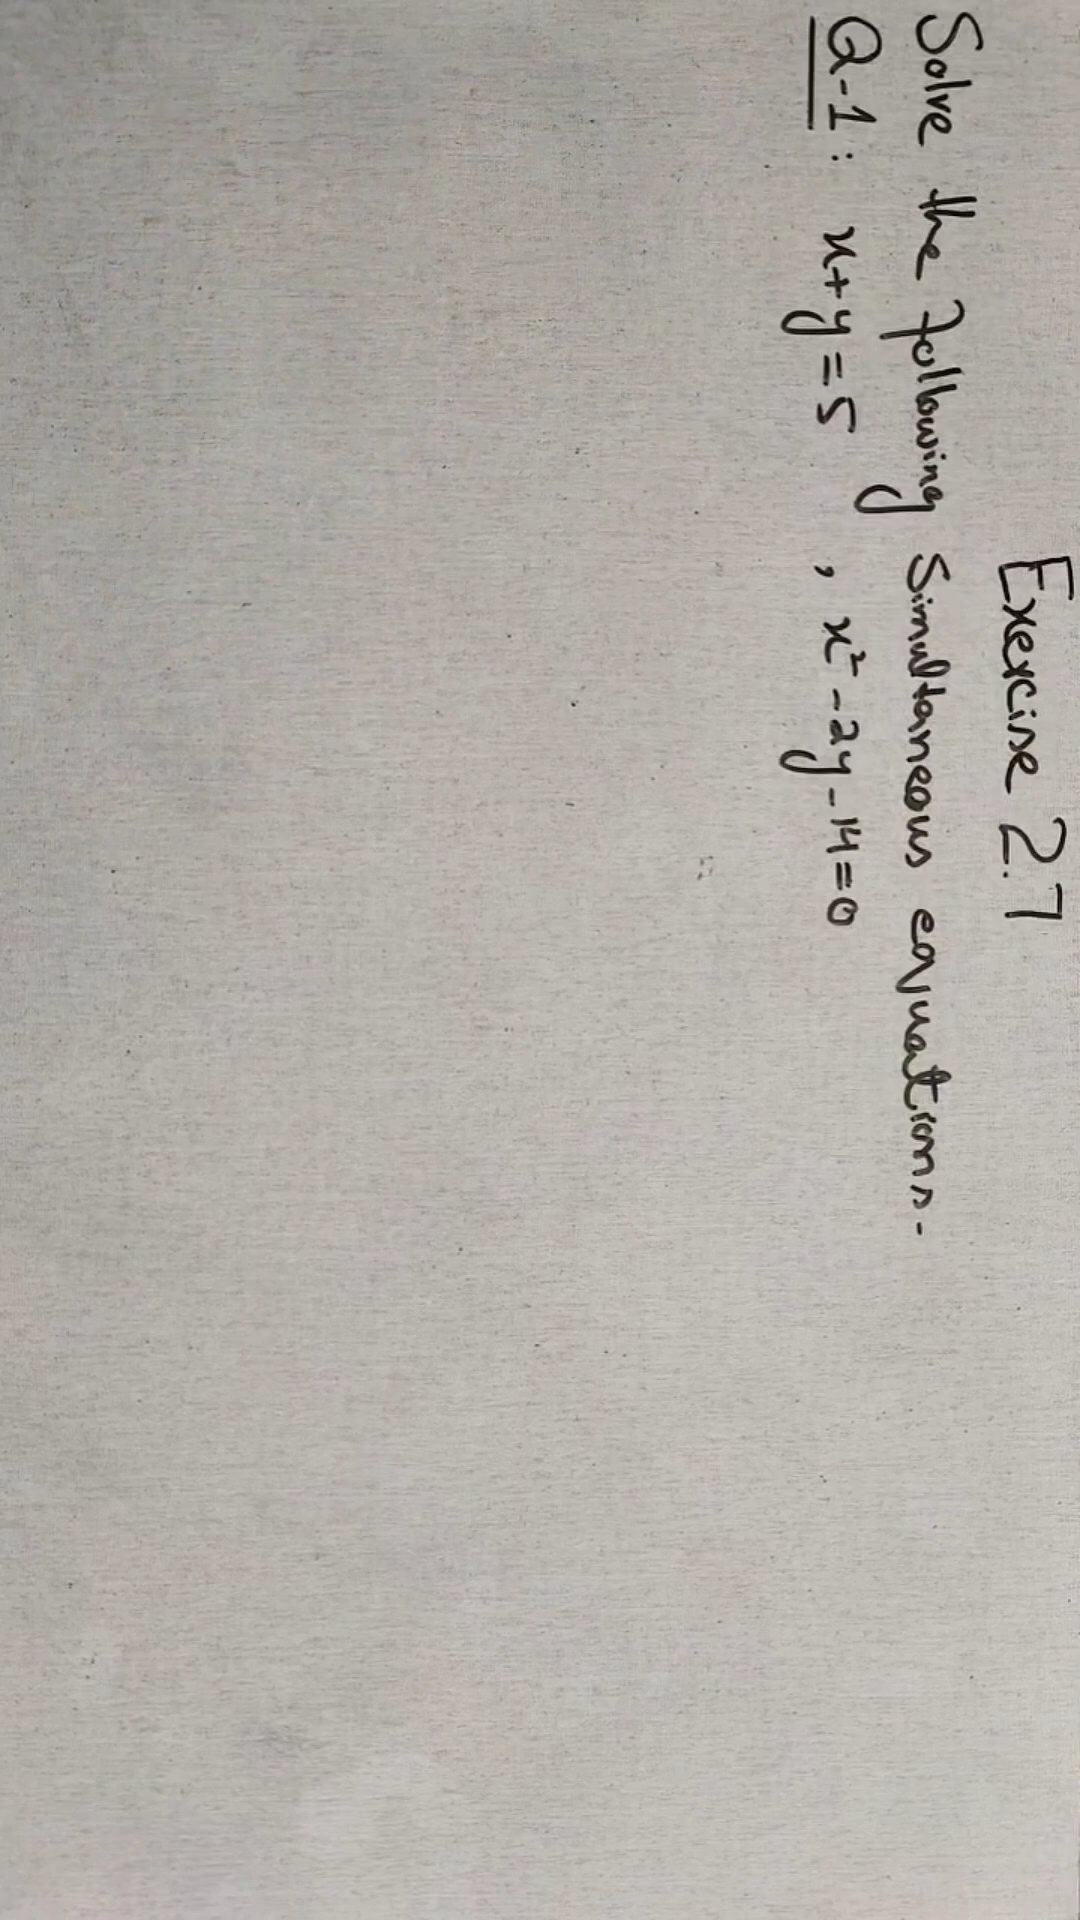 Exercise 2.7
Solve the following Simultaneous equations.
Q-1: x+y=5 , x²-2y-14=0